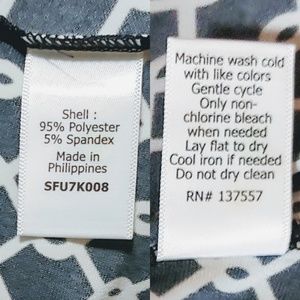 Shell :
95% Polyester
5% Spandex
Made in
Philippines
SFU7K008
Machine wash cold
with like colors
Gentle cycle
Only non-
chlorine bleach
when needed
Lay flat to dry
Cool iron if needed
Do not dry clean
RN# 137557